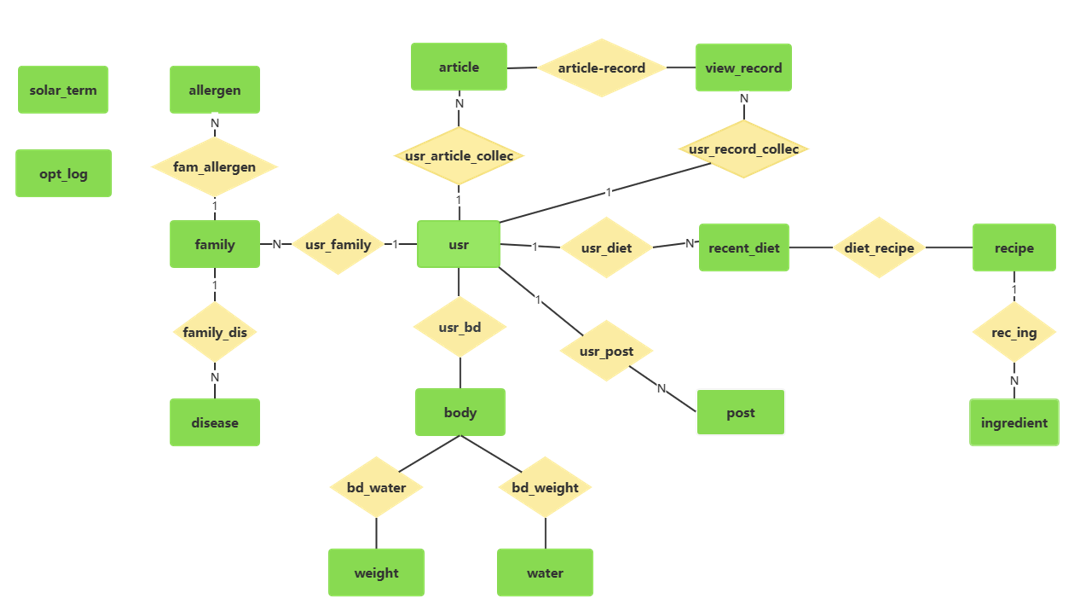 article
article-record
view_record
solar_term
allergen
N
N
N
usr_article_collec
usr_record_collec
fam_allergen
opt_log
1
1
1
family
N
usr_family
1
usr
1
usr_diet
N
recent_diet
diet_recipe
recipe
1
1
1
family_dis
usr_bd
usr_post
rec_ing
N
N
N
disease
body
post
ingredient
bd_water
bd_weight
weight
water